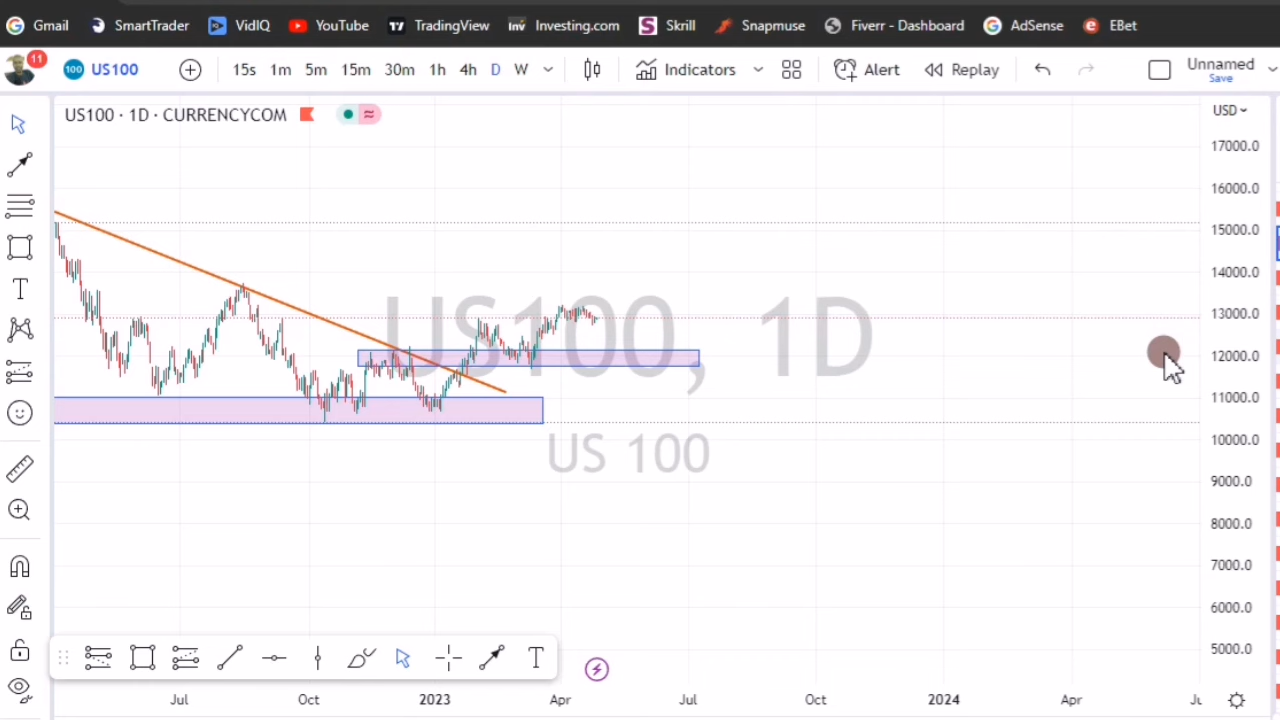 Gmail SmartTrader VidIQ YouTube TradingView Investing.com Skrill Snapmuse Fiverr - Dashboard AdSense EBet
11 100 US100 15s 1m 5m 15m 30m 1h 4h D W Indicators Alert Replay Unnamed
Save
US100 · 1D · CURRENCYCOM
USD
17000.0
16000.0
15000.0
14000.0
13000.0
12000.0
11000.0
10000.0
9000.0
8000.0
7000.0
6000.0
5000.0
US100, 1D
US 100
T
T
Jul Oct 2023 Apr Jul Oct 2024 Apr Ju